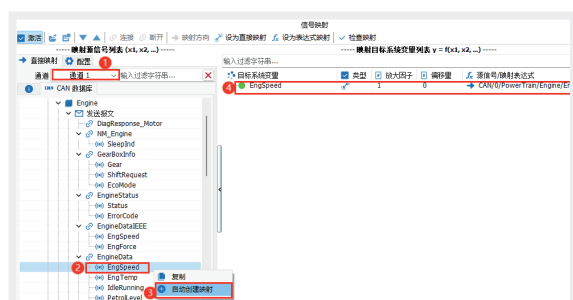 信号映射
激活 连接 断开 映射方向 设为直接映射 设为表达式映射 检查映射
----- 映射源信号列表 (x1, x2, ...) -----
----- 映射目标系统变量列表 y = f(x1, x2, ...) -----
直接映射 配置
1
通道 通道 1 输入过滤字符串...
输入过滤字符串...
CAN 数据库
目标系统变量 类型 放大因子 偏移量 源信号/映射表达式
4 EngSpeed 1 0 CAN/0/PowerTrain/Engine/Er
Engine
发送报文
DiagResponse_Motor
NM_Engine
SleepInd
GearBoxInfo
Gear
ShiftRequest
EcoMode
EngineStatus
Status
ErrorCode
EngineDataIEEE
EngSpeed
EngForce
EngineData
2 EngSpeed
EngTemp
IdleRunning
PetrolLevel
复制
3 自动创建映射